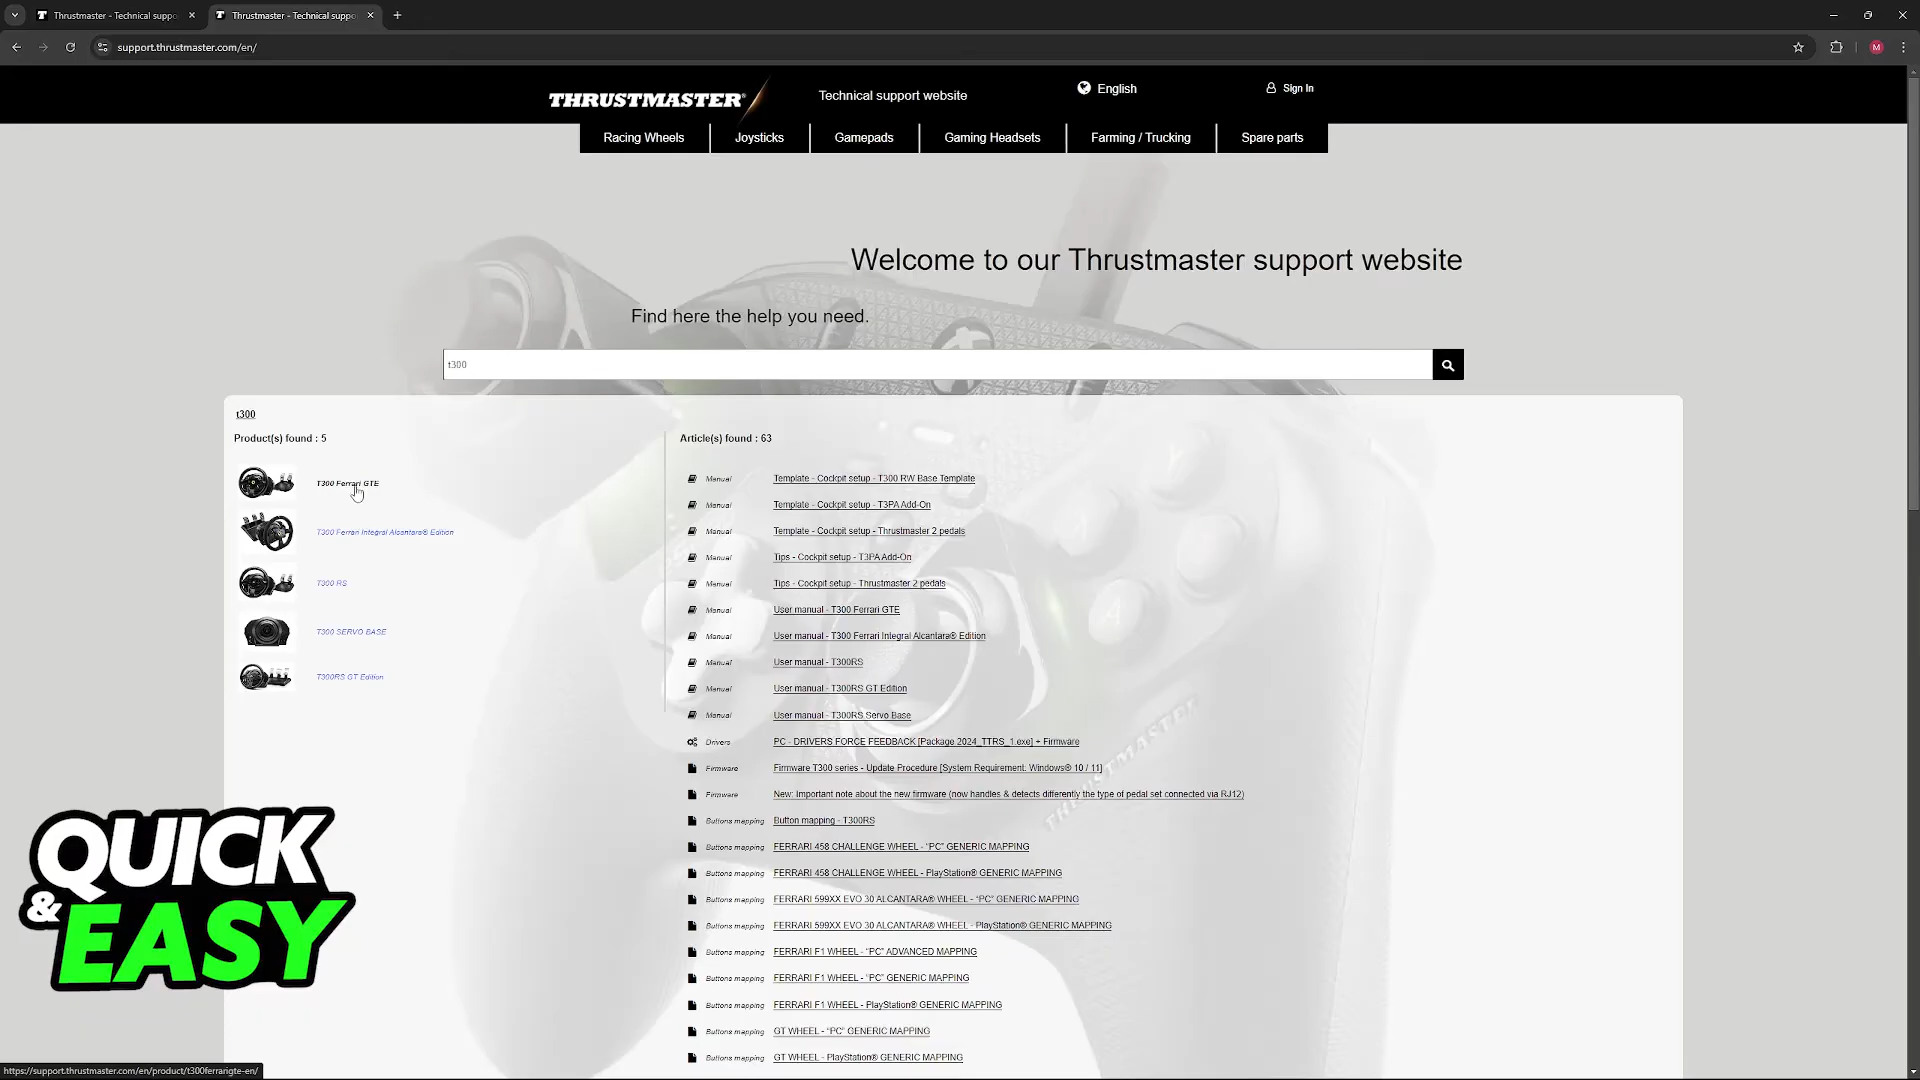 Thrustmaster - Technical suppo
Thrustmaster - Technical suppo
support.thrustmaster.com/en/
M
THRUSTMASTER®
Technical support website
English
Sign In
Racing Wheels
Joysticks
Gamepads
Gaming Headsets
Farming / Trucking
Spare parts
Welcome to our Thrustmaster support website
Find here the help you need.
t300
t300
Product(s) found : 5
T300 Ferrari GTE
T300 Ferrari Integral Alcantara® Edition
T300 RS
T300 SERVO BASE
T300RS GT Edition
Article(s) found : 63
Manual Template - Cockpit setup - T300 RW Base Template
Manual Template - Cockpit setup - T3PA Add-On
Manual Template - Cockpit setup - Thrustmaster 2 pedals
Manual Tips - Cockpit setup - T3PA Add-On
Manual Tips - Cockpit setup - Thrustmaster 2 pedals
Manual User manual - T300 Ferrari GTE
Manual User manual - T300 Ferrari Integral Alcantara® Edition
Manual User manual - T300RS
Manual User manual - T300RS GT Edition
Manual User manual - T300RS Servo Base
Drivers PC - DRIVERS FORCE FEEDBACK [Package 2024_TTRS_1.exe] + Firmware
Firmware Firmware T300 series - Update Procedure [System Requirement: Windows® 10 / 11]
Firmware New: Important note about the new firmware (now handles & detects differently the type of pedal set connected via RJ12)
Buttons mapping Button mapping - T300RS
Buttons mapping FERRARI 458 CHALLENGE WHEEL - “PC” GENERIC MAPPING
Buttons mapping FERRARI 458 CHALLENGE WHEEL - PlayStation® GENERIC MAPPING
Buttons mapping FERRARI 599XX EVO 30 ALCANTARA® WHEEL - “PC” GENERIC MAPPING
Buttons mapping FERRARI 599XX EVO 30 ALCANTARA® WHEEL - PlayStation® GENERIC MAPPING
Buttons mapping FERRARI F1 WHEEL - “PC” ADVANCED MAPPING
Buttons mapping FERRARI F1 WHEEL - “PC” GENERIC MAPPING
Buttons mapping FERRARI F1 WHEEL - PlayStation® GENERIC MAPPING
Buttons mapping GT WHEEL - “PC” GENERIC MAPPING
Buttons mapping GT WHEEL - PlayStation® GENERIC MAPPING
Y
X
B
A
THRUSTMASTER
QUICK
& EASY
https://support.thrustmaster.com/en/product/t300ferrarigte-en/